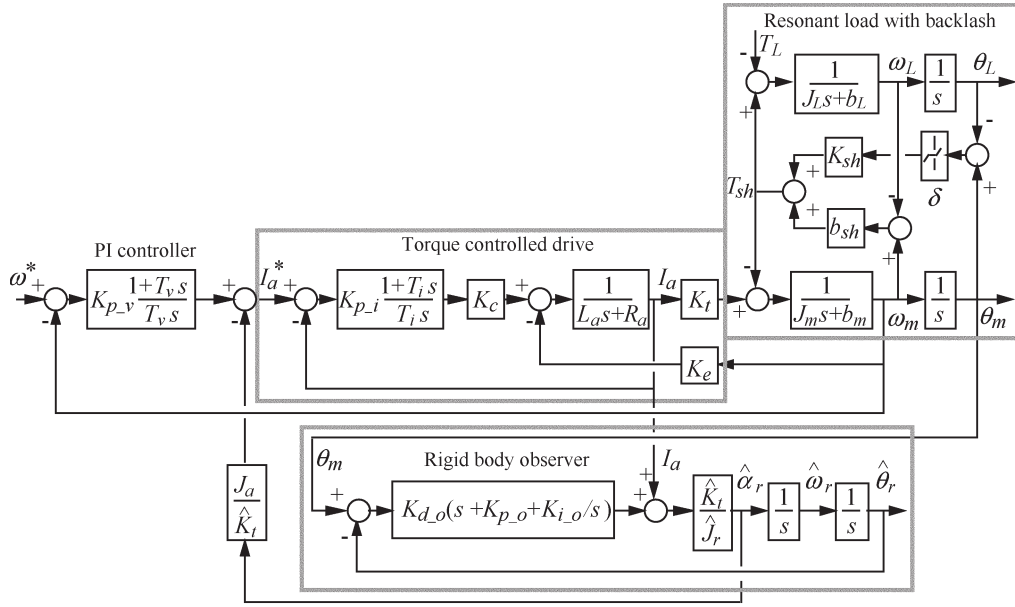 Resonant load with backlash
T_L
-
+
1
J_L s+b_L
ω_L
1
s
θ_L
-
+
K_sh
δ
+
+
T_sh
b_sh
-
+
PI controller
Torque controlled drive
ω*
+
-
K_p_v 1+T_v s
T_v s
+
-
I_a*
+
-
K_p_i 1+T_i s
T_i s
K_c
+
-
1
L_a s+R_a
I_a
K_t
-
+
1
J_m s+b_m
ω_m
1
s
θ_m
K_e
Rigid body observer
θ_m
+
-
K_d_o(s +K_p_o+K_i_o/s)
I_a
+
+
K̂_t
Ĵ_r
α̂_r
1
s
ω̂_r
1
s
θ̂_r
J_a
K̂_t